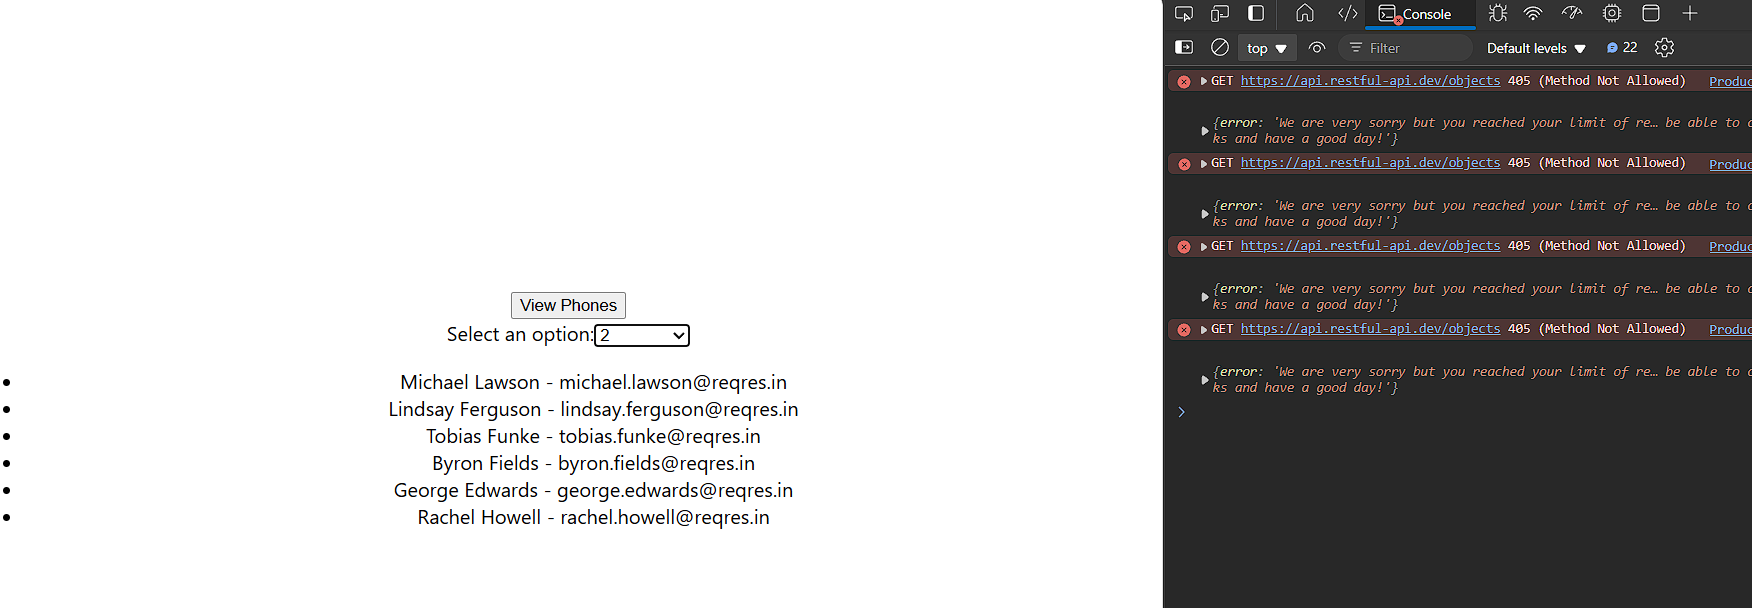 View Phones
Select an option: 2
Michael Lawson - michael.lawson@reqres.in
Lindsay Ferguson - lindsay.ferguson@reqres.in
Tobias Funke - tobias.funke@reqres.in
Byron Fields - byron.fields@reqres.in
George Edwards - george.edwards@reqres.in
Rachel Howell - rachel.howell@reqres.in
Console
top Filter Default levels 22
GET https://api.restful-api.dev/objects 405 (Method Not Allowed) Produc
{error: 'We are very sorry but you reached your limit of re… be able to
ks and have a good day!'}
GET https://api.restful-api.dev/objects 405 (Method Not Allowed) Produc
{error: 'We are very sorry but you reached your limit of re… be able to
ks and have a good day!'}
GET https://api.restful-api.dev/objects 405 (Method Not Allowed) Produc
{error: 'We are very sorry but you reached your limit of re… be able to
ks and have a good day!'}
GET https://api.restful-api.dev/objects 405 (Method Not Allowed) Produc
{error: 'We are very sorry but you reached your limit of re… be able to
ks and have a good day!'}